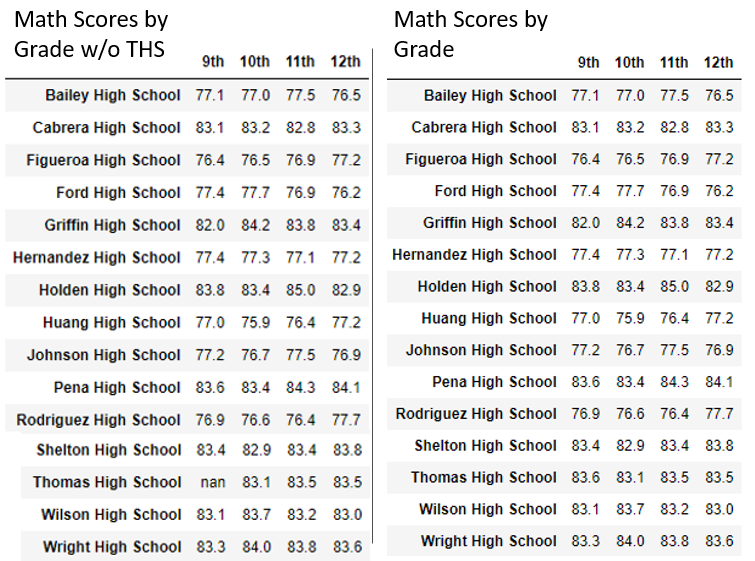 Math Scores by
Grade w/o THS
9th 10th 11th 12th
Bailey High School 77.1 77.0 77.5 76.5
Cabrera High School 83.1 83.2 82.8 83.3
Figueroa High School 76.4 76.5 76.9 77.2
Ford High School 77.4 77.7 76.9 76.2
Griffin High School 82.0 84.2 83.8 83.4
Hernandez High School 77.4 77.3 77.1 77.2
Holden High School 83.8 83.4 85.0 82.9
Huang High School 77.0 75.9 76.4 77.2
Johnson High School 77.2 76.7 77.5 76.9
Pena High School 83.6 83.4 84.3 84.1
Rodriguez High School 76.9 76.6 76.4 77.7
Shelton High School 83.4 82.9 83.4 83.8
Thomas High School nan 83.1 83.5 83.5
Wilson High School 83.1 83.7 83.2 83.0
Wright High School 83.3 84.0 83.8 83.6
Math Scores by
Grade
9th 10th 11th 12th
Bailey High School 77.1 77.0 77.5 76.5
Cabrera High School 83.1 83.2 82.8 83.3
Figueroa High School 76.4 76.5 76.9 77.2
Ford High School 77.4 77.7 76.9 76.2
Griffin High School 82.0 84.2 83.8 83.4
Hernandez High School 77.4 77.3 77.1 77.2
Holden High School 83.8 83.4 85.0 82.9
Huang High School 77.0 75.9 76.4 77.2
Johnson High School 77.2 76.7 77.5 76.9
Pena High School 83.6 83.4 84.3 84.1
Rodriguez High School 76.9 76.6 76.4 77.7
Shelton High School 83.4 82.9 83.4 83.8
Thomas High School 83.6 83.1 83.5 83.5
Wilson High School 83.1 83.7 83.2 83.0
Wright High School 83.3 84.0 83.8 83.6